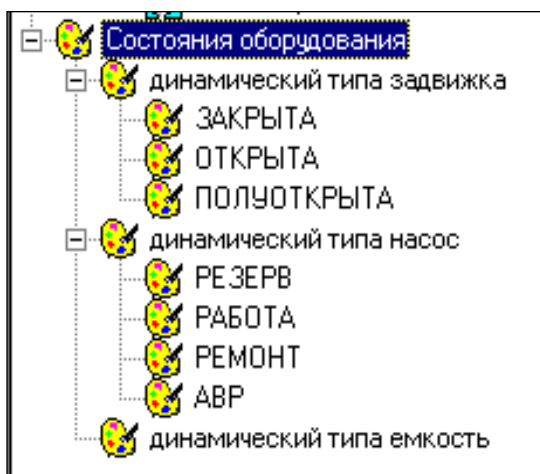 Состояния оборудования
динамический типа задвижка
ЗАКРЫТА
ОТКРЫТА
ПОЛУОТКРЫТА
динамический типа насос
РЕЗЕРВ
РАБОТА
РЕМОНТ
АВР
динамический типа емкость